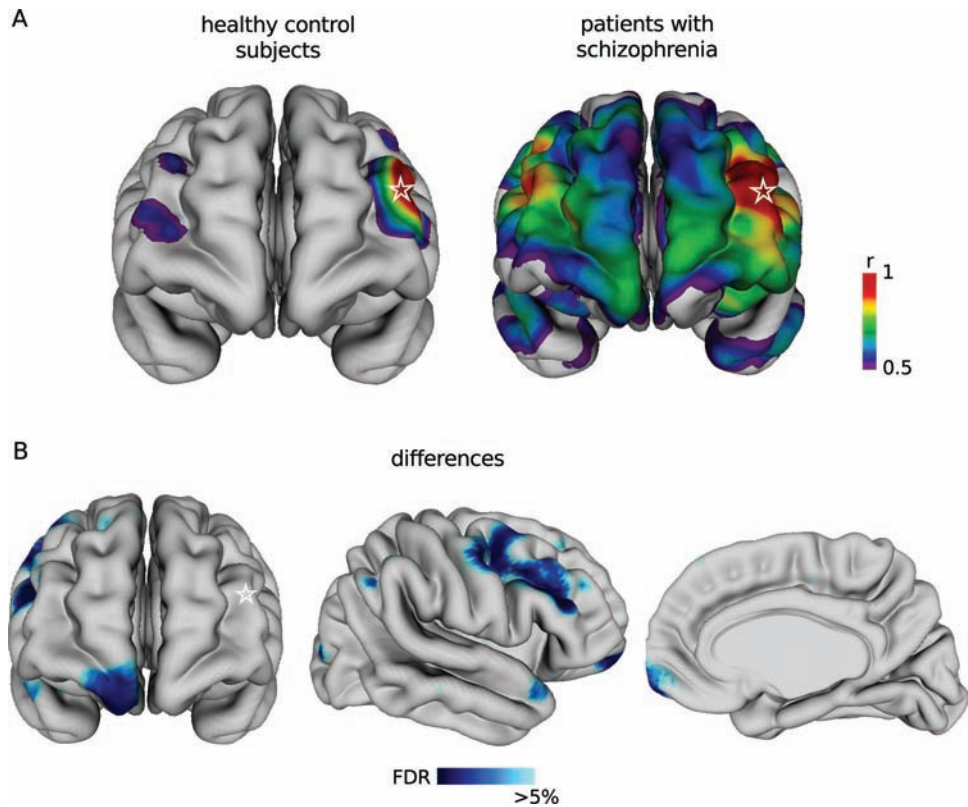 A
healthy control
subjects
patients with
schizophrenia
r
1
0.5
B
differences
FDR
>5%